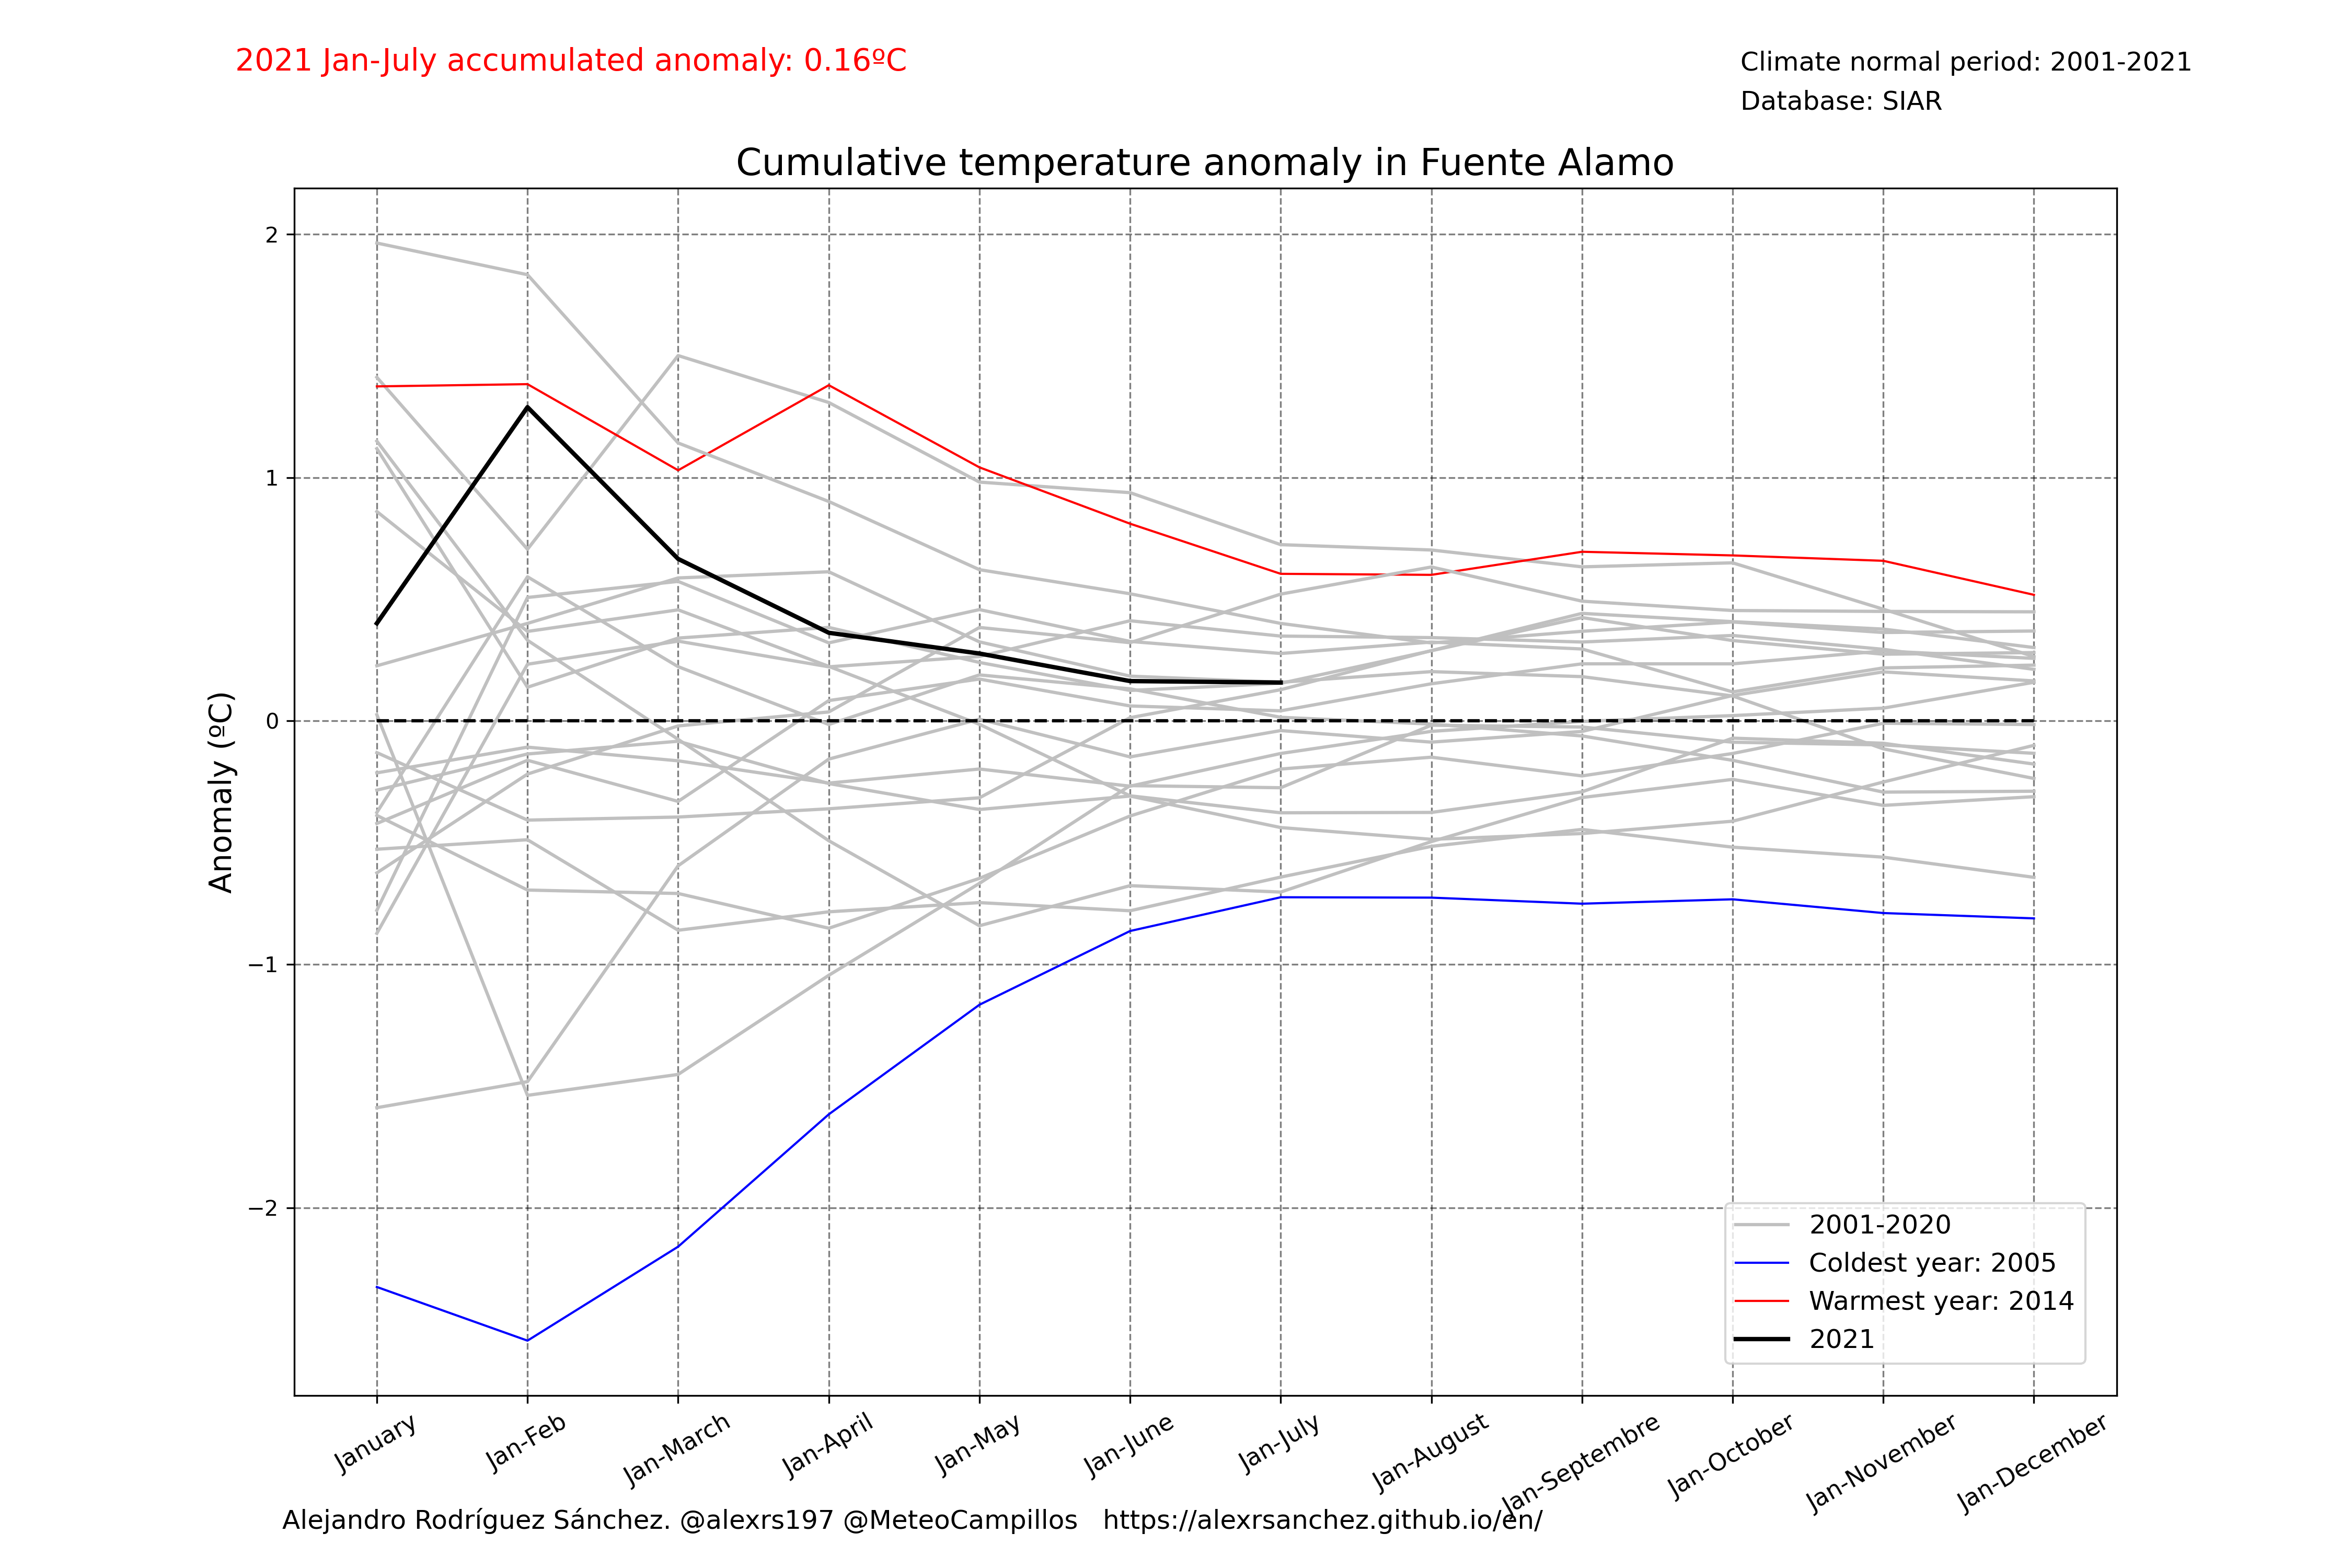 2021 Jan-July accumulated anomaly: 0.16ºC
Climate normal period: 2001-2021
Database: SIAR
Cumulative temperature anomaly in Fuente Alamo
Anomaly (ºC)
2
1
0
−1
−2
2001-2020
Coldest year: 2005
Warmest year: 2014
2021
January
Jan-Feb
Jan-March
Jan-April
Jan-May
Jan-June
Jan-July
Jan-August
Jan-Septembre
Jan-October
Jan-November
Jan-December
Alejandro Rodríguez Sánchez. @alexrs197 @MeteoCampillos   https://alexrsanchez.github.io/en/